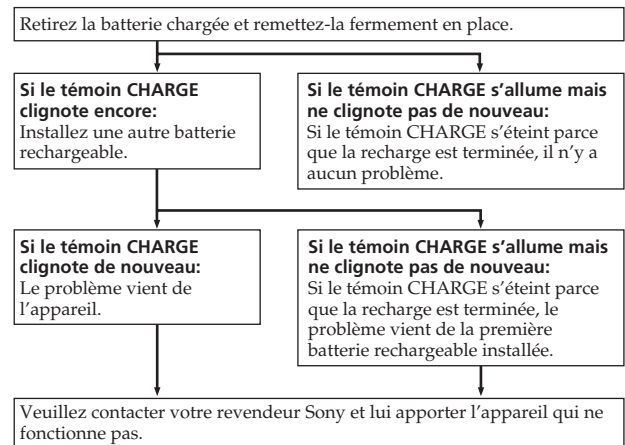 Retirez la batterie chargée et remettez-la fermement en place.
Si le témoin CHARGE
clignote encore:
Installez une autre batterie
rechargeable.
Si le témoin CHARGE s'allume mais
ne clignote pas de nouveau:
Si le témoin CHARGE s'éteint parce
que la recharge est terminée, il n'y a
aucun problème.
Si le témoin CHARGE
clignote de nouveau:
Le problème vient de
l'appareil.
Si le témoin CHARGE s'allume mais
ne clignote pas de nouveau:
Si le témoin CHARGE s'éteint parce
que la recharge est terminée, le
problème vient de la première
batterie rechargeable installée.
Veuillez contacter votre revendeur Sony et lui apporter l'appareil qui ne
fonctionne pas.